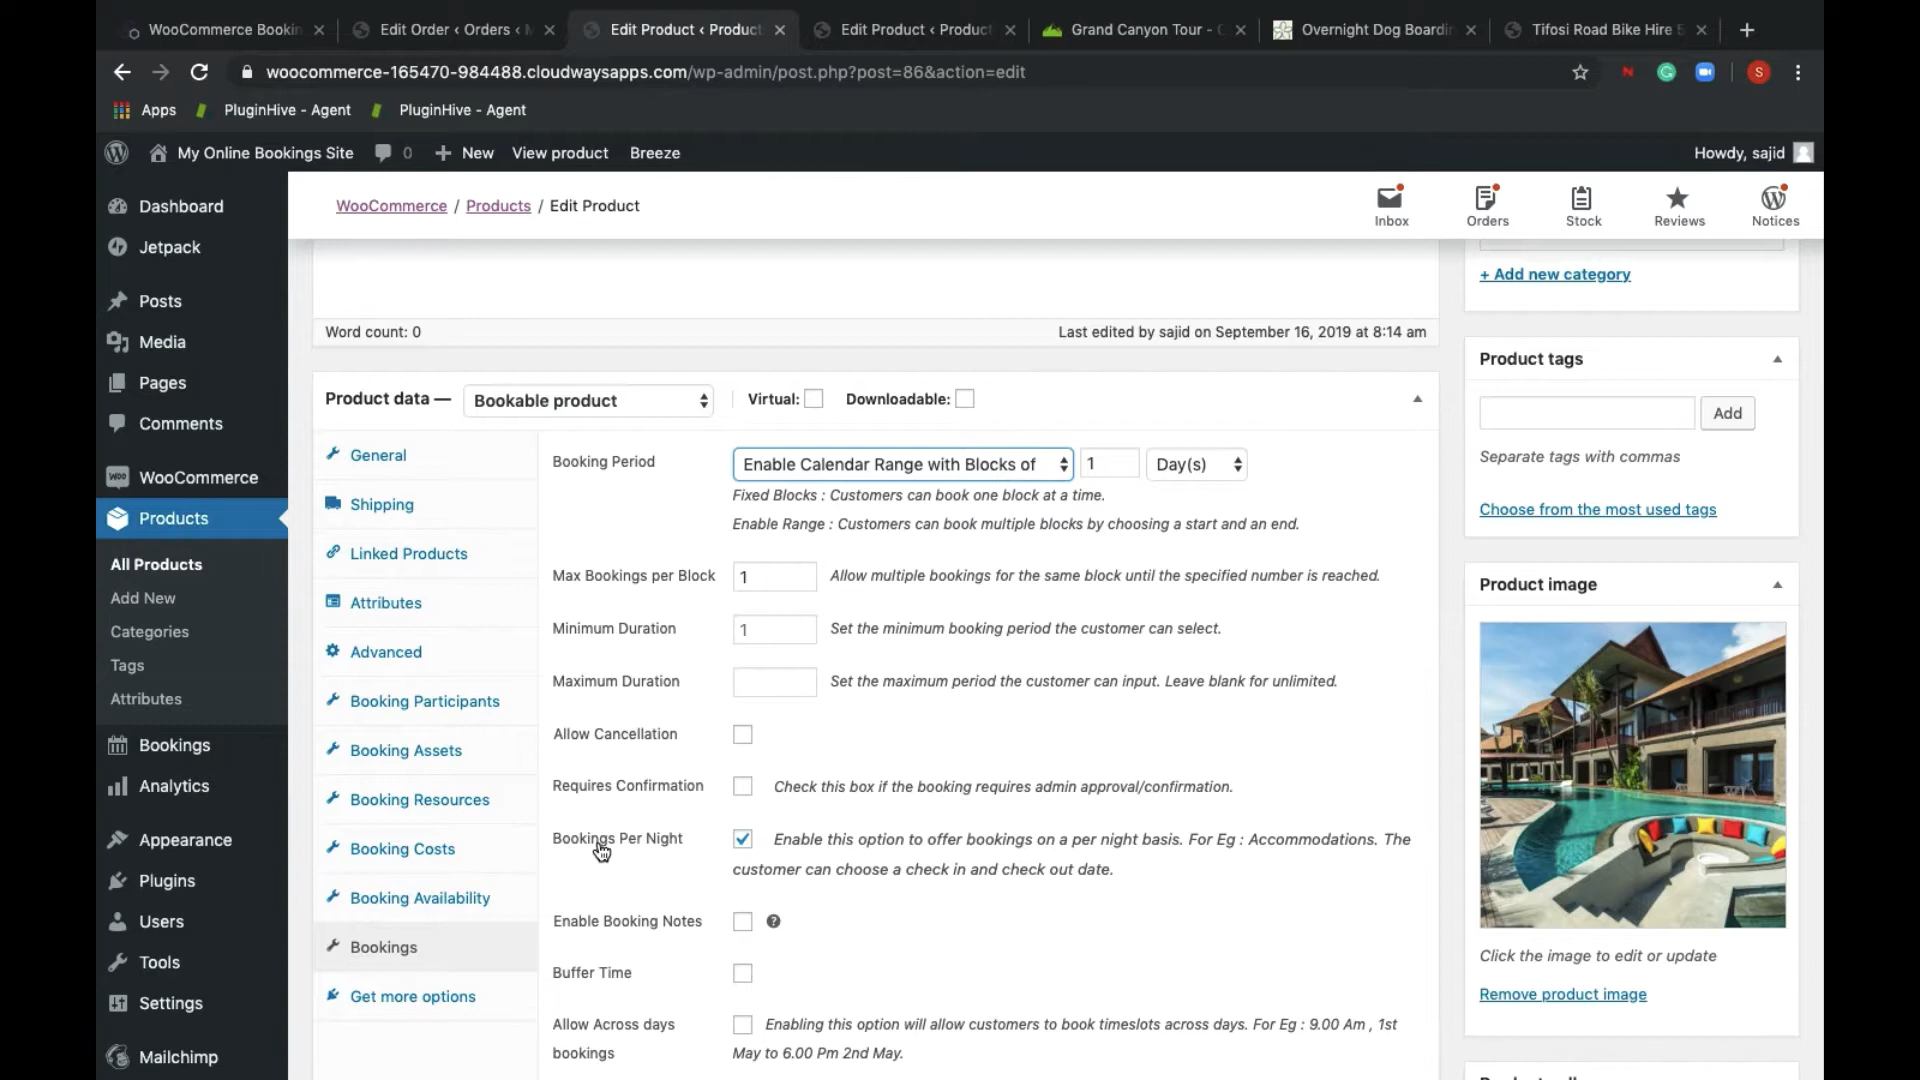 WooCommerce Bookin
Edit Order ‹ Orders ‹ M
Edit Product ‹ Product
Edit Product ‹ Product
Grand Canyon Tour - C
Overnight Dog Boardin
Tifosi Road Bike Hire 5
woocommerce-165470-984488.cloudwaysapps.com/wp-admin/post.php?post=86&action=edit
N
G
S
Apps
PluginHive - Agent
PluginHive - Agent
My Online Bookings Site
0
New
View product
Breeze
Howdy, sajid
Dashboard
Jetpack
Posts
Media
Pages
Comments
WooCommerce
Products
All Products
Add New
Categories
Tags
Attributes
Bookings
Analytics
Appearance
Plugins
Users
Tools
Settings
Mailchimp
WooCommerce / Products / Edit Product
Inbox
Orders
Stock
Reviews
Notices
Word count: 0
Last edited by sajid on September 16, 2019 at 8:14 am
Product data —
Bookable product
Virtual:
Downloadable:
General
Shipping
Linked Products
Attributes
Advanced
Booking Participants
Booking Assets
Booking Resources
Booking Costs
Booking Availability
Bookings
Get more options
Booking Period
Enable Calendar Range with Blocks of
1
Day(s)
Fixed Blocks : Customers can book one block at a time.
Enable Range : Customers can book multiple blocks by choosing a start and an end.
Max Bookings per Block
1
Allow multiple bookings for the same block until the specified number is reached.
Minimum Duration
1
Set the minimum booking period the customer can select.
Maximum Duration
Set the maximum period the customer can input. Leave blank for unlimited.
Allow Cancellation
Requires Confirmation
Check this box if the booking requires admin approval/confirmation.
Bookings Per Night
Enable this option to offer bookings on a per night basis. For Eg : Accommodations. The
customer can choose a check in and check out date.
Enable Booking Notes
?
Buffer Time
Allow Across days
bookings
Enabling this option will allow customers to book timeslots across days. For Eg : 9.00 Am , 1st
May to 6.00 Pm 2nd May.
+ Add new category
Product tags
Add
Separate tags with commas
Choose from the most used tags
Product image
Click the image to edit or update
Remove product image